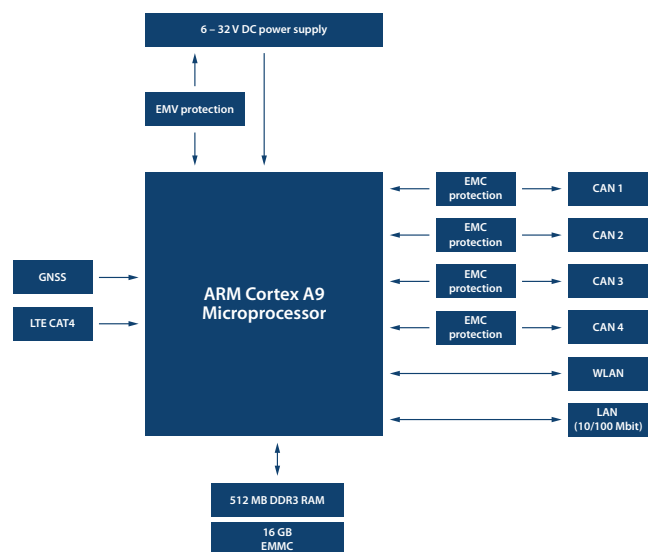 6 – 32 V DC power supply
EMV protection
EMC
protection
CAN 1
EMC
protection
CAN 2
GNSS
EMC
protection
CAN 3
ARM Cortex A9
Microprocessor
LTE CAT4
EMC
protection
CAN 4
WLAN
LAN
(10/100 Mbit)
512 MB DDR3 RAM
16 GB
EMMC